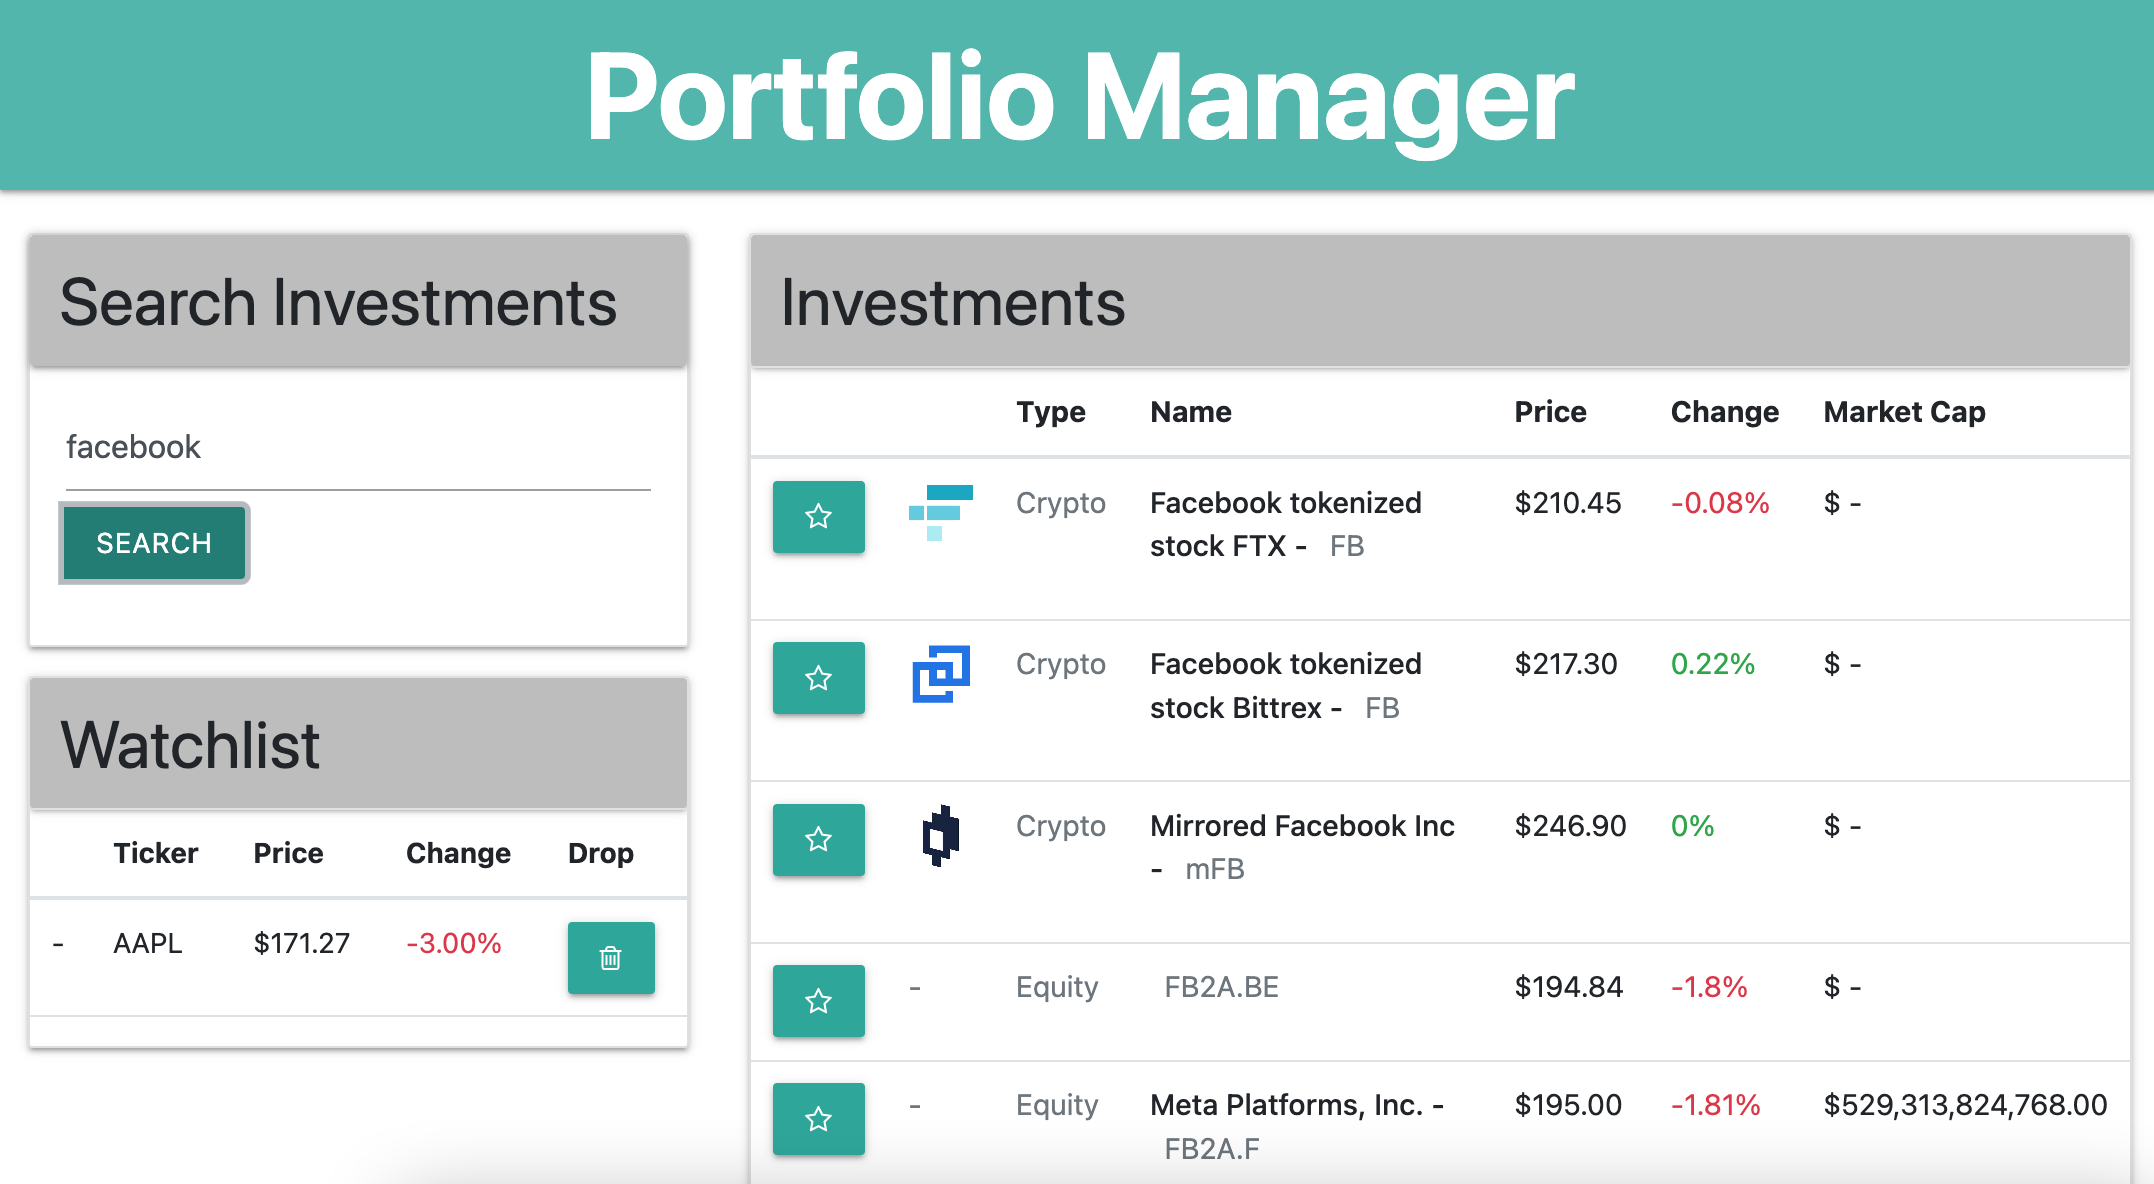 Portfolio Manager
Search Investments
facebook
SEARCH
Watchlist
Ticker Price Change Drop
- AAPL $171.27 -3.00%
Investments
Type Name Price Change Market Cap
Crypto Facebook tokenized $210.45 -0.08% $ -
stock FTX - FB
Crypto Facebook tokenized $217.30 0.22% $ -
stock Bittrex - FB
Crypto Mirrored Facebook Inc $246.90 0% $ -
- mFB
- Equity FB2A.BE $194.84 -1.8% $ -
- Equity Meta Platforms, Inc. - $195.00 -1.81% $529,313,824,768.00
FB2A.F